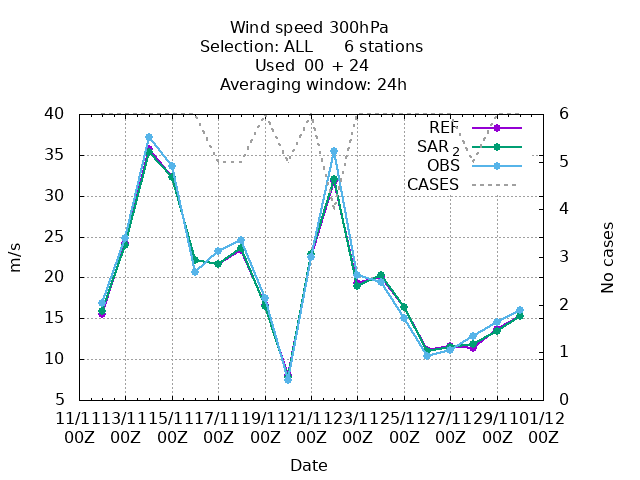 Wind speed 300hPa
Selection: ALL 6 stations
Used 00 + 24
Averaging window: 24h
40
35
30
25
20
15
10
5
m/s
6
5
4
3
2
1
0
No cases
REF
SAR 2
OBS
CASES
11/11 13/11 15/11 17/11 19/11 21/11 23/11 25/11 27/11 29/11 01/12
00Z 00Z 00Z 00Z 00Z 00Z 00Z 00Z 00Z 00Z 00Z
Date